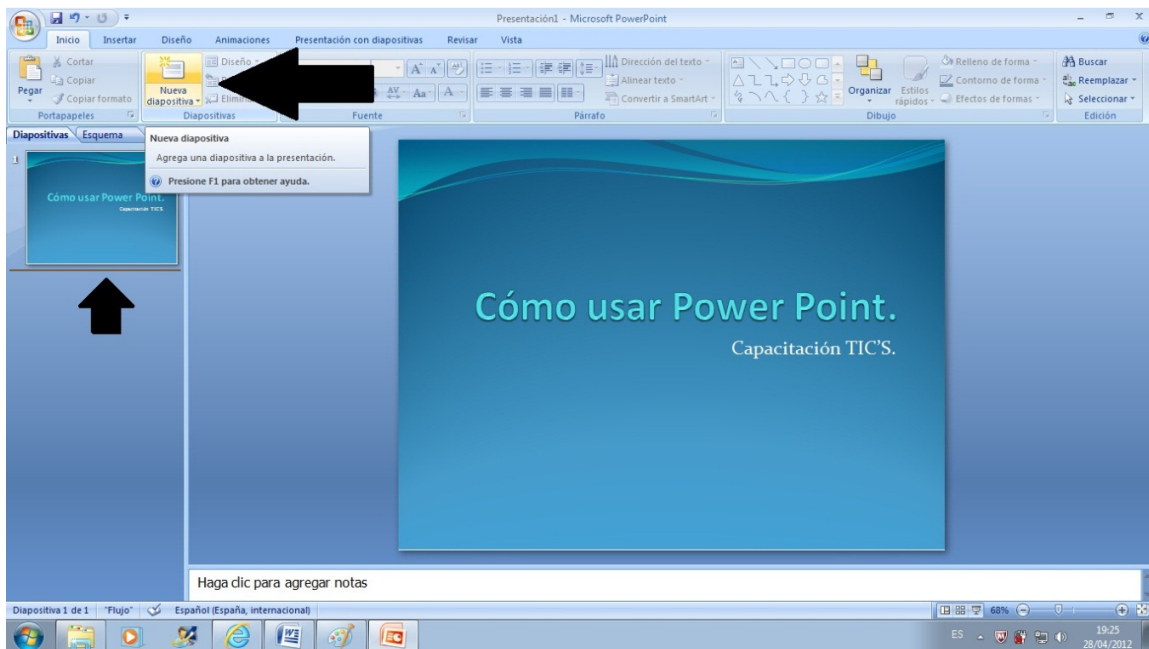 Presentación1 - Microsoft PowerPoint
Inicio Insertar Diseño Animaciones Presentación con diapositivas Revisar Vista
Pegar
Cortar
Copiar
Copiar formato
Portapapeles
Nueva diapositiva
Diseño
Diapositivas
Fuente
Dirección del texto
Alinear texto
Convertir a SmartArt
Párrafo
Organizar
Estilos rápidos
Relleno de forma
Contorno de forma
Efectos de formas
Dibujo
Buscar
Reemplazar
Seleccionar
Edición
Diapositivas Esquema
Nueva diapositiva
Agrega una diapositiva a la presentación.
Presione F1 para obtener ayuda.
1
Cómo usar Power Point.
Capacitación TIC'S.
Cómo usar Power Point.
Capacitación TIC'S.
Haga clic para agregar notas
Diapositiva 1 de 1 "Flujo" Español (España, internacional) 68%
ES 19:25
28/04/2012